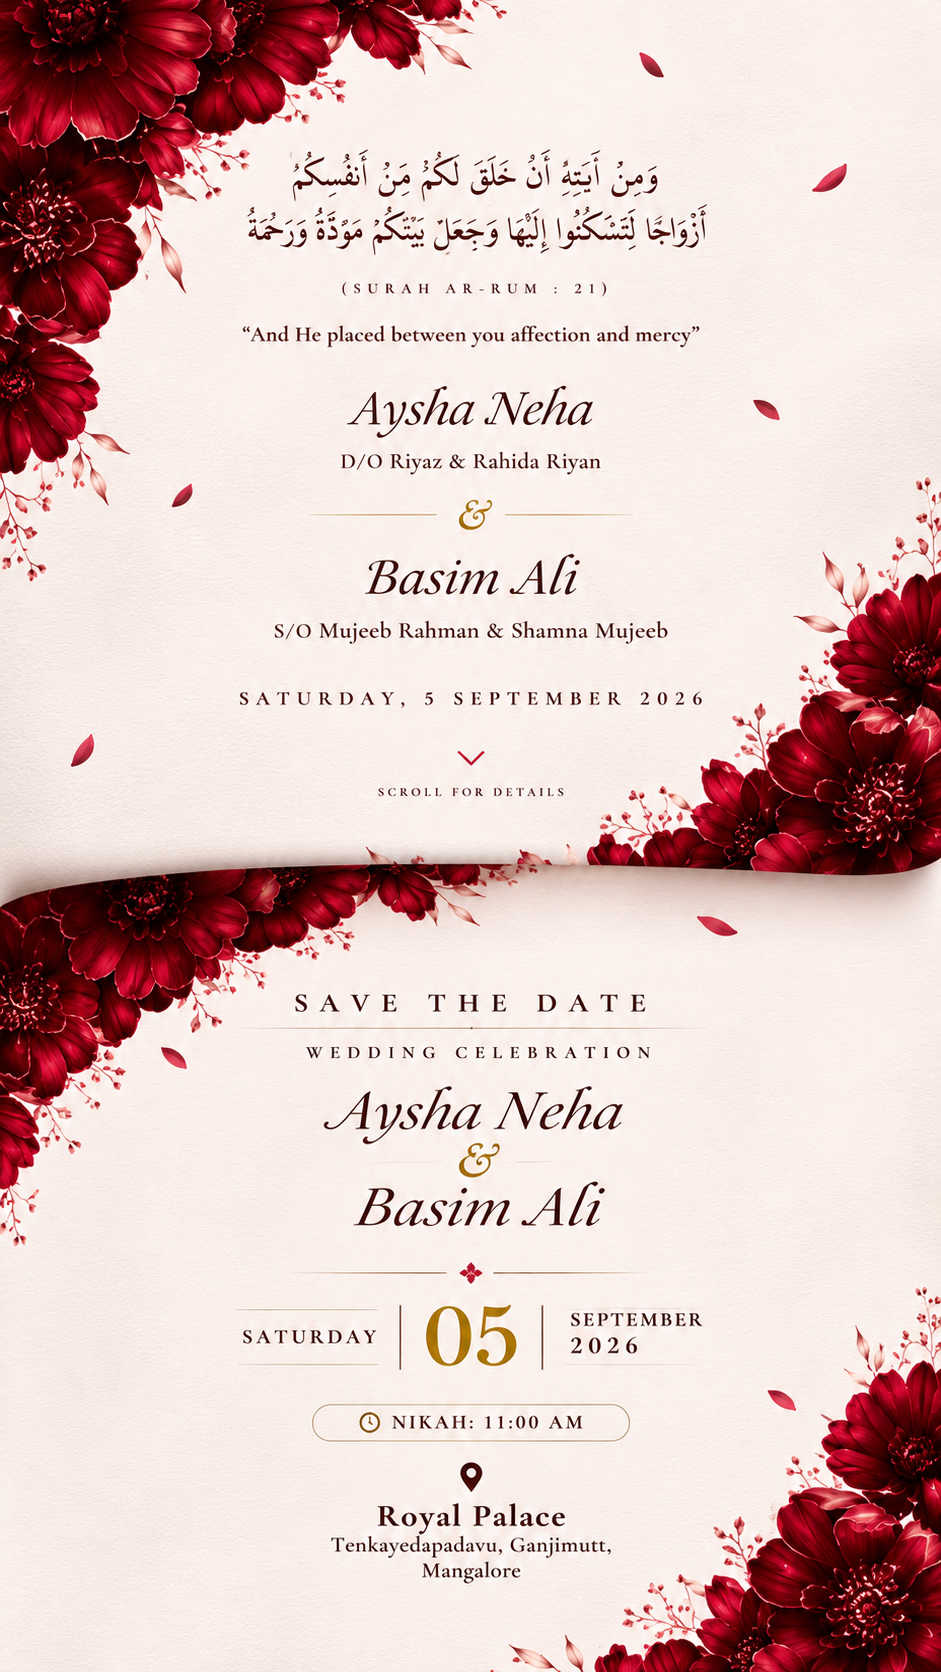 وَمِنْ أَيَتِهِ أَنْ خَلَقَ لَكُمْ مَنْ أَنفُسِكُمْ
أَزْوَاجًا لِتَسْكُنُوا إِلَيْهَا وَجَعَلَ بَيْتَكُمْ مَوَدَّةً وَرَحْمَةً
(SURAH AR-RUM : 21)
“And He placed between you affection and mercy”
Aysha Neha
D/O Riyaz & Rahida Riyan
&
Basim Ali
S/O Mujeeb Rahman & Shamna Mujeeb
SATURDAY, 5 SEPTEMBER 2026
SCROLL FOR DETAILS
SAVE THE DATE
WEDDING CELEBRATION
Aysha Neha
&
Basim Ali
SATURDAY
05
SEPTEMBER
2026
NIKAH: 11:00 AM
Royal Palace
Tenkayedapadavu, Ganjimutt,
Mangalore